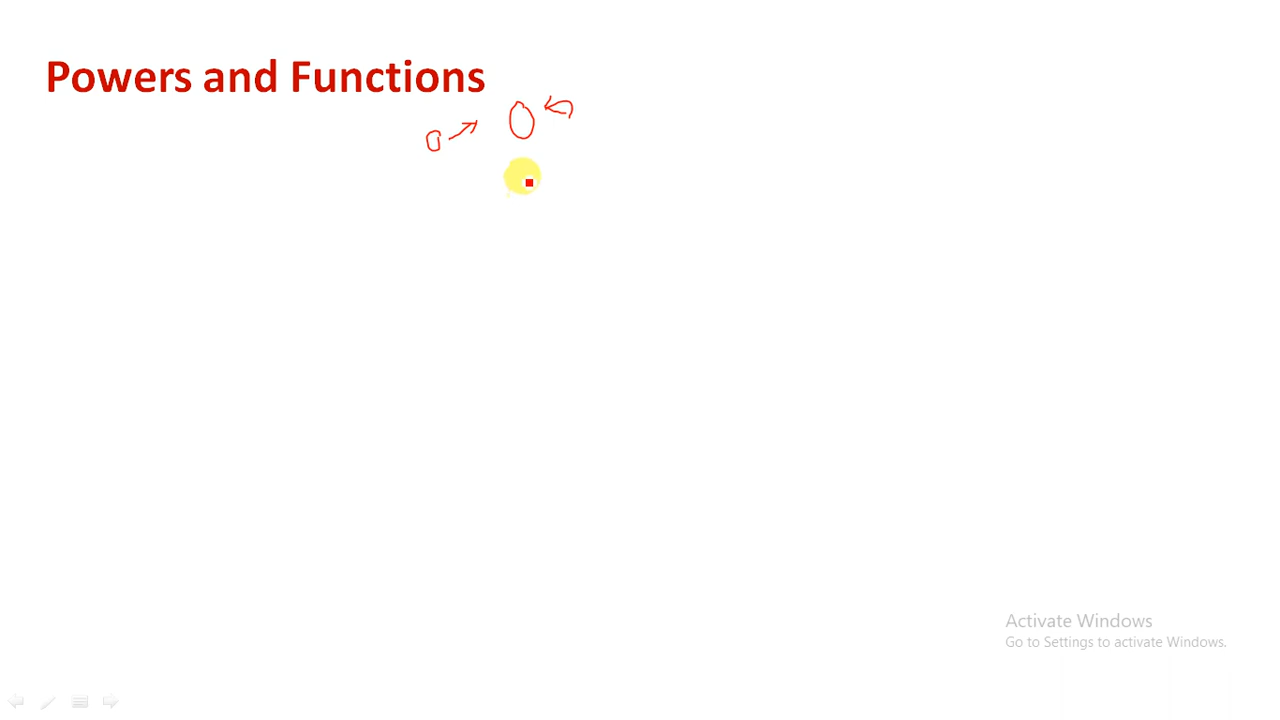 Powers and Functions
Activate Windows
Go to Settings to activate Windows.